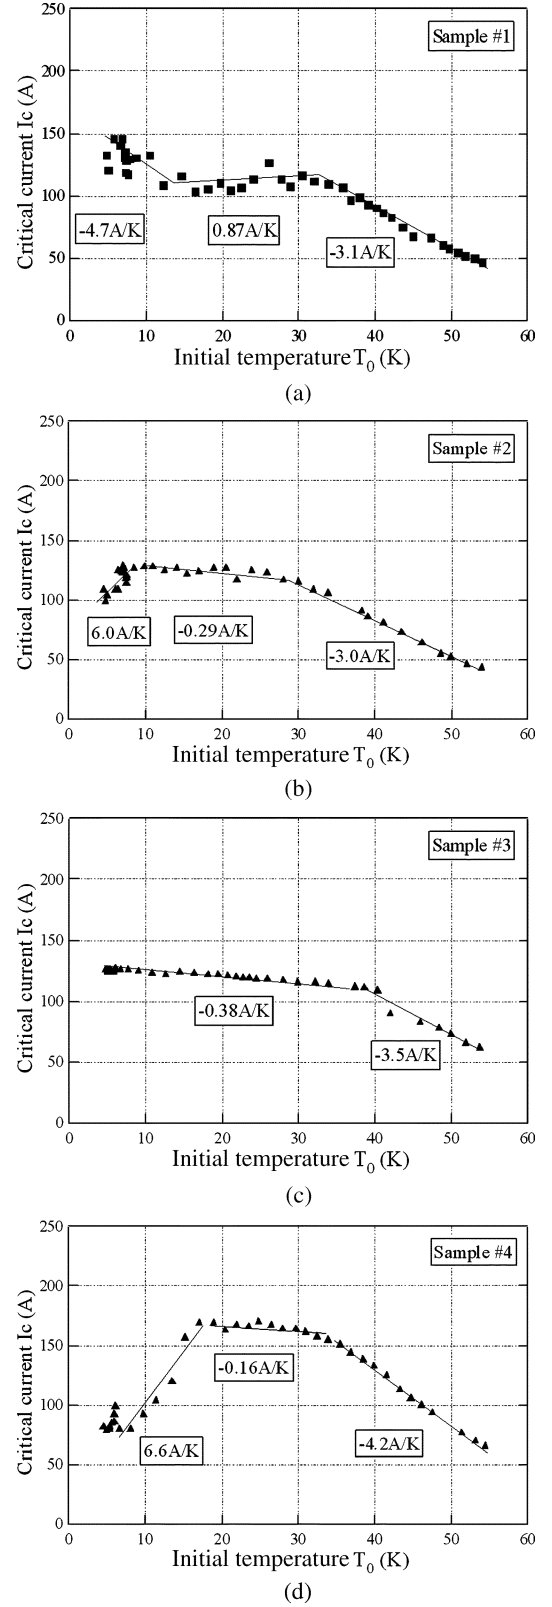 250
Sample #1
200
150
100
50
0
Critical current Ic (A)
-4.7A/K
0.87A/K
-3.1A/K
0 10 20 30 40 50 60
Initial temperature T0 (K)
(a)
250
Sample #2
200
150
100
50
0
Critical current Ic (A)
6.0A/K
-0.29A/K
-3.0A/K
0 10 20 30 40 50 60
Initial temperature T0 (K)
(b)
250
Sample #3
200
150
100
50
0
Critical current Ic (A)
-0.38A/K
-3.5A/K
0 10 20 30 40 50 60
Initial temperature T0 (K)
(c)
250
Sample #4
200
150
100
50
0
Critical current Ic (A)
-0.16A/K
6.6A/K
-4.2A/K
0 10 20 30 40 50 60
Initial temperature T0 (K)
(d)